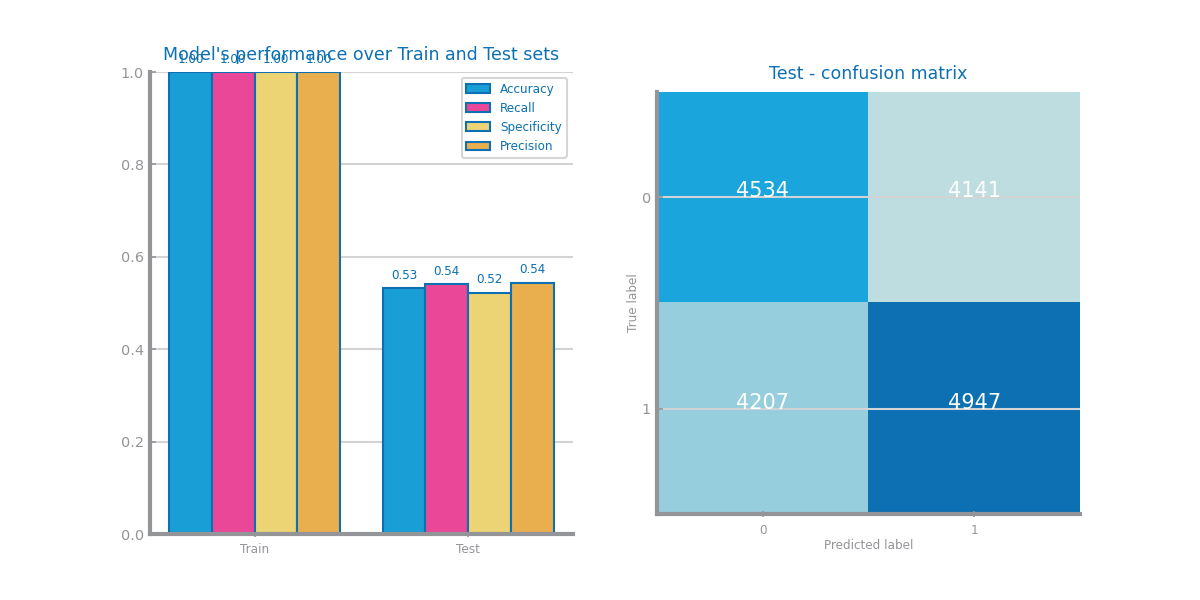 Model's performance over Train and Test sets
1.00 1.00 1.00 1.00
1.0
0.8
0.6
0.4
0.2
0.0
Accuracy
Recall
Specificity
Precision
0.53 0.54 0.52 0.54
Train Test
Test - confusion matrix
True label
0
1
4534 4141
4207 4947
0 1
Predicted label